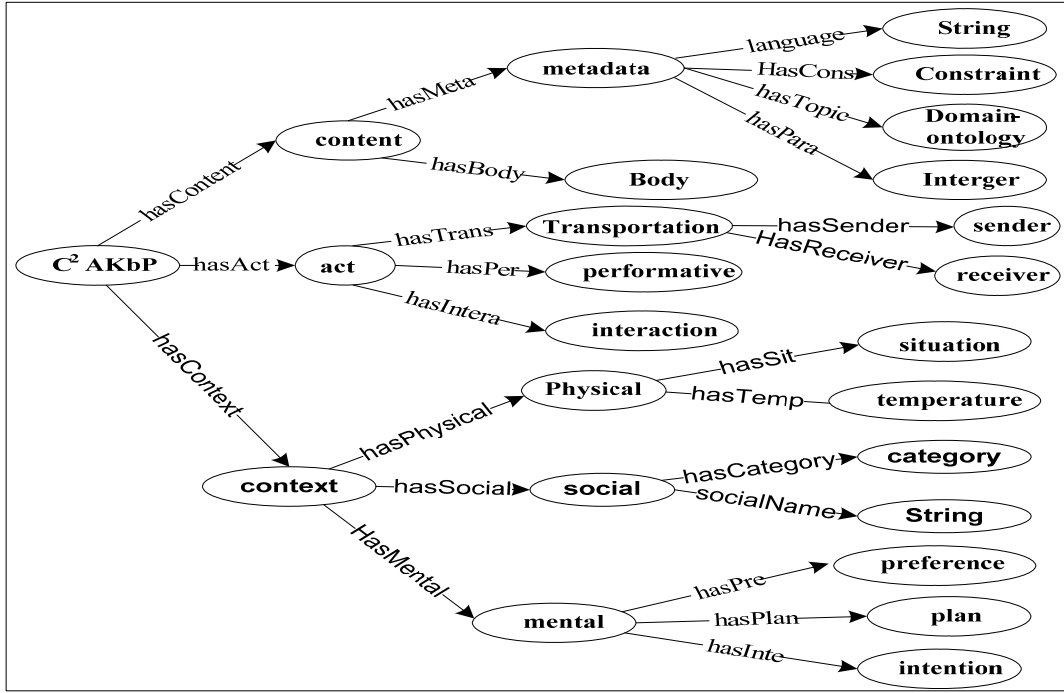 language
String
hasMeta
metadata
HasCons
Constraint
hasTopic
Domain-
ontology
hasPara
Interger
hasContent
content
hasBody
Body
C² AKbP
hasAct
act
hasTrans
Transportation
hasSender
sender
HasReceiver
receiver
hasPer
performative
hasIntera
interaction
hasContext
context
hasPhysical
Physical
hasSit
situation
hasTemp
temperature
hasSocial
social
hasCategory
category
socialName
String
HasMental
mental
hasPre
preference
hasPlan
plan
hasInte
intention